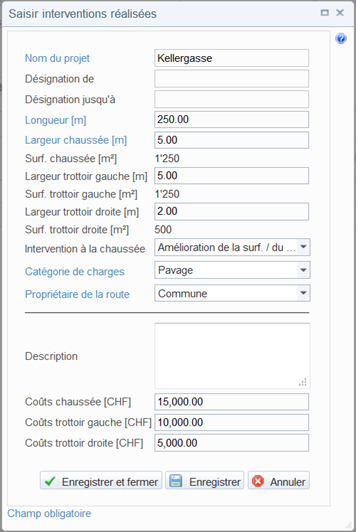 Saisir interventions réalisées
Nom du projet Kellergasse
Désignation de
Désignation jusqu'à
Longueur [m] 250.00
Largeur chaussée [m] 5.00
Surf. chaussée [m²] 1'250
Largeur trottoir gauche [m] 5.00
Surf. trottoir gauche [m²] 1'250
Largeur trottoir droite [m] 2.00
Surf. trottoir droite [m²] 500
Intervention à la chaussée Amélioration de la surf. / du ...
Catégorie de charges Pavage
Propriétaire de la route Commune
Description
Coûts chaussée [CHF] 15,000.00
Coûts trottoir gauche [CHF] 10,000.00
Coûts trottoir droite [CHF] 5,000.00
Enregistrer et fermer Enregistrer Annuler
Champ obligatoire